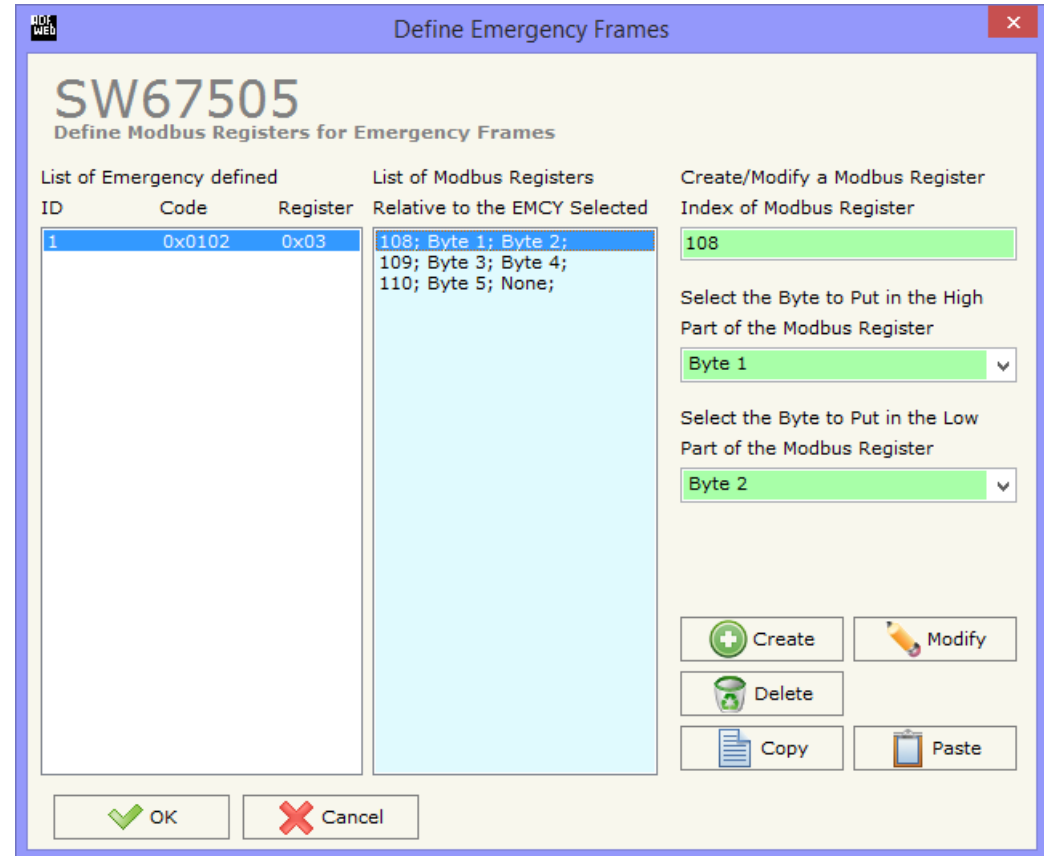 ADF
WEB
Define Emergency Frames
SW67505
Define Modbus Registers for Emergency Frames
List of Emergency defined
ID Code Register
1 0x0102 0x03
List of Modbus Registers
Relative to the EMCY Selected
108; Byte 1; Byte 2;
109; Byte 3; Byte 4;
110; Byte 5; None;
Create/Modify a Modbus Register
Index of Modbus Register
108
Select the Byte to Put in the High
Part of the Modbus Register
Byte 1
Select the Byte to Put in the Low
Part of the Modbus Register
Byte 2
Create
Modify
Delete
Copy
Paste
OK
Cancel